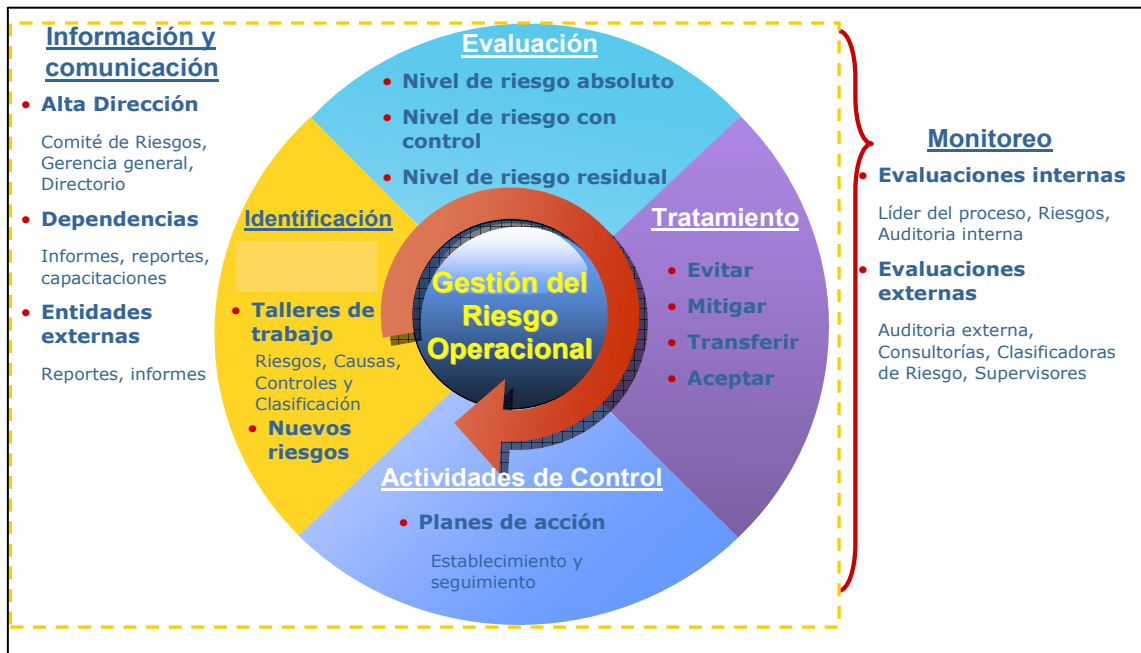 Información y
comunicación
• Alta Dirección
Comité de Riesgos,
Gerencia general,
Directorio
• Dependencias
Informes, reportes,
capacitaciones
• Entidades
externas
Reportes, informes
Evaluación
• Nivel de riesgo absoluto
• Nivel de riesgo con
control
• Nivel de riesgo residual
Identificación
• Talleres de
trabajo
Riesgos, Causas,
Controles y
Clasificación
• Nuevos
riesgos
Gestión del
Riesgo
Operacional
Tratamiento
• Evitar
• Mitigar
• Transferir
• Aceptar
Actividades de Control
• Planes de acción
Establecimiento y
seguimiento
Monitoreo
• Evaluaciones internas
Líder del proceso, Riesgos,
Auditoria interna
• Evaluaciones
externas
Auditoria externa,
Consultorías, Clasificadoras
de Riesgo, Supervisores